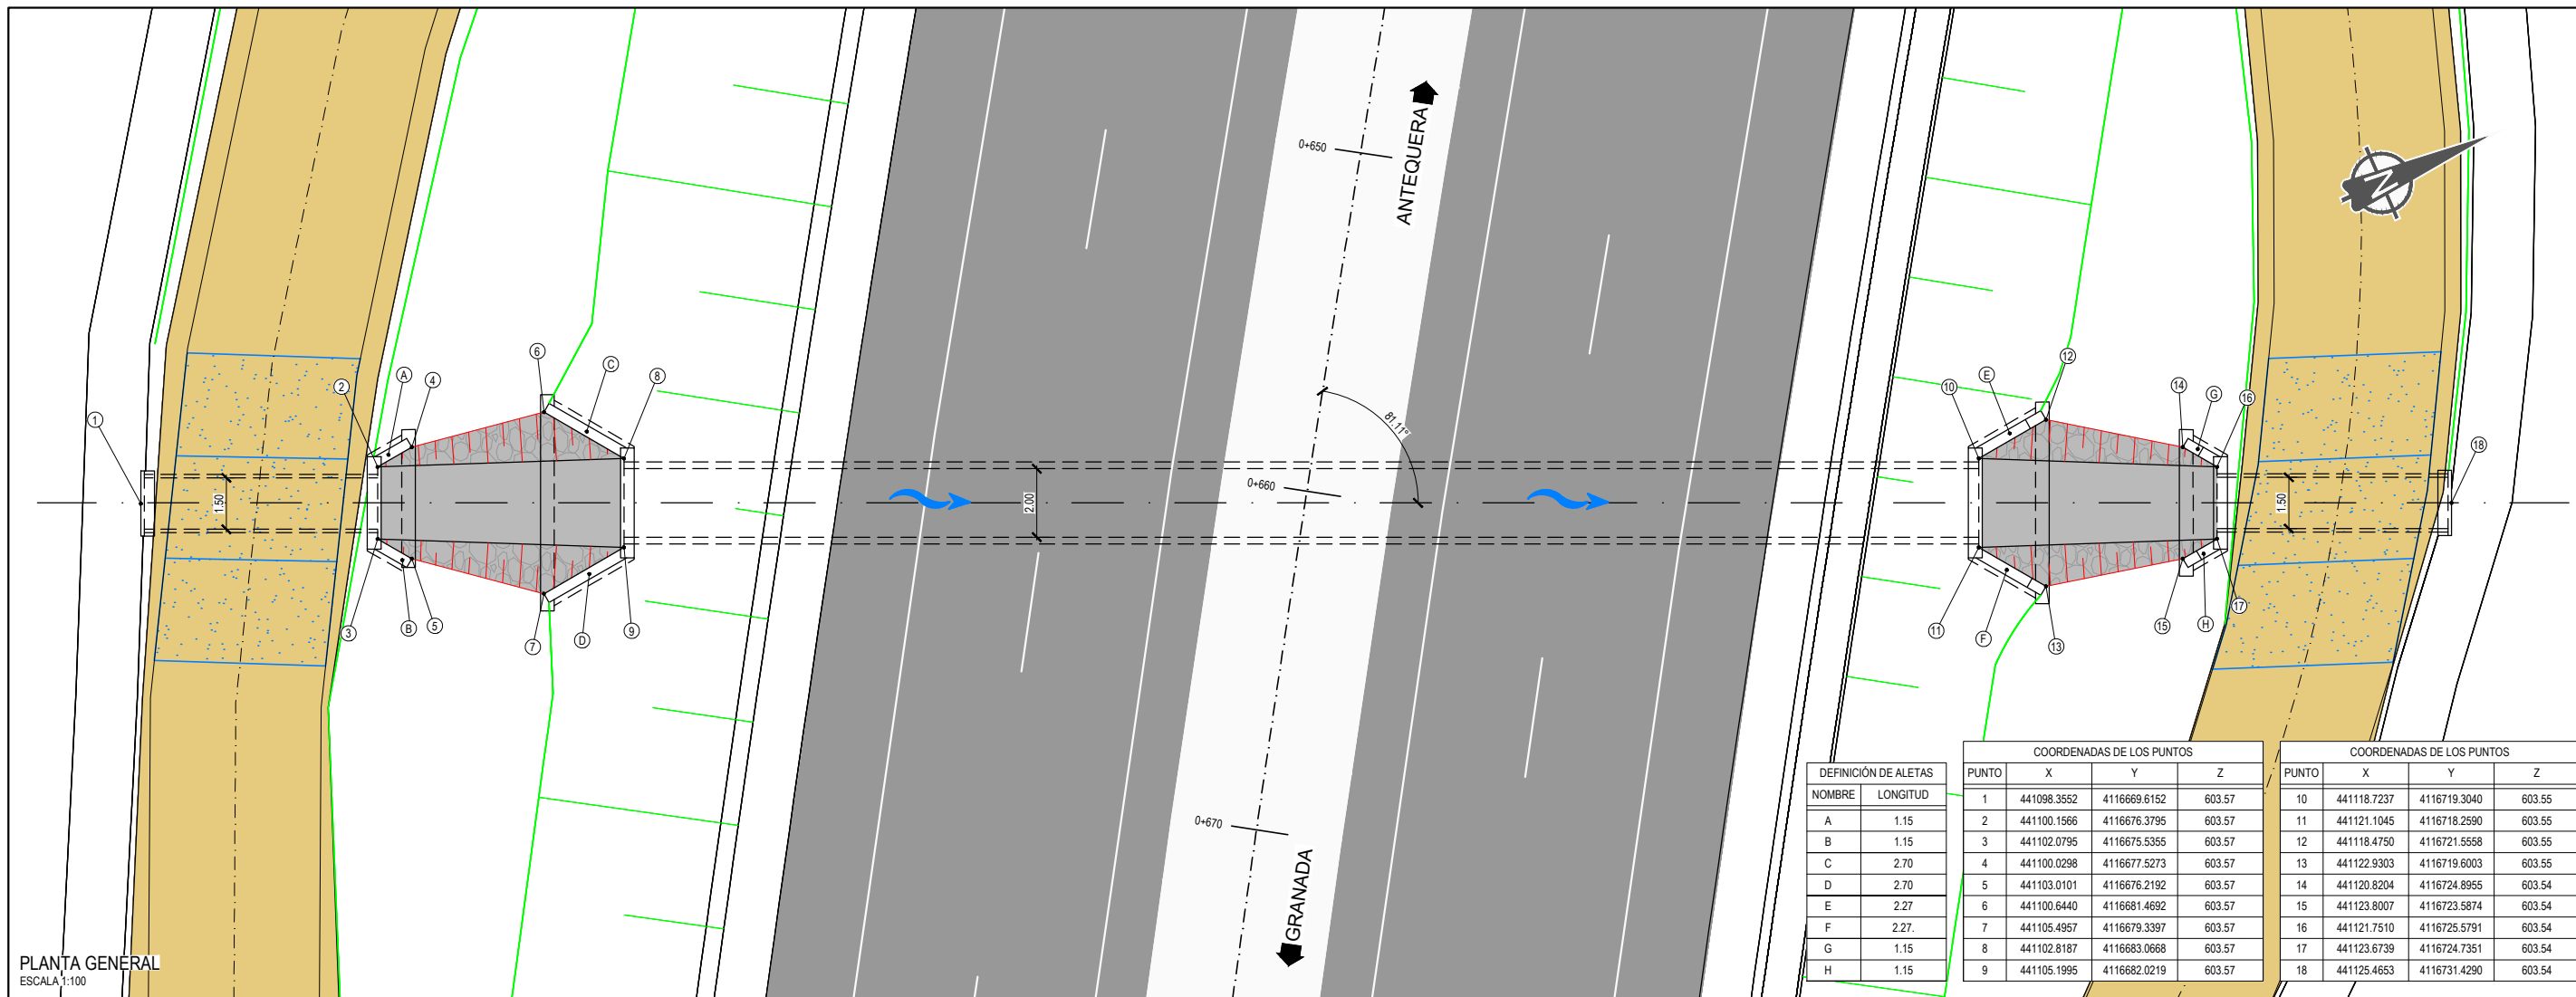 0+650
ANTEQUERA
N
81.11º
6
C
8
2
A
4
1
12
E
10
14
G
16
18
1.50
2.00
0+660
1.50
3
B
5
7
D
9
11
F
13
15
H
17
0+670
GRANADA
DEFINICIÓN DE ALETAS
NOMBRE LONGITUD
A 1.15
B 1.15
C 2.70
D 2.70
E 2.27
F 2.27.
G 1.15
H 1.15
COORDENADAS DE LOS PUNTOS
PUNTO X Y Z
1 441098.3552 4116669.6152 603.57
2 441100.1566 4116676.3795 603.57
3 441102.0795 4116675.5355 603.57
4 441100.0298 4116677.5273 603.57
5 441103.0101 4116676.2192 603.57
6 441100.6440 4116681.4692 603.57
7 441105.4957 4116679.3397 603.57
8 441102.8187 4116683.0668 603.57
9 441105.1995 4116682.0219 603.57
COORDENADAS DE LOS PUNTOS
PUNTO X Y Z
10 441118.7237 4116719.3040 603.55
11 441121.1045 4116718.2590 603.55
12 441118.4750 4116721.5558 603.55
13 441122.9303 4116719.6003 603.55
14 441120.8204 4116724.8955 603.54
15 441123.8007 4116723.5874 603.54
16 441121.7510 4116725.5791 603.54
17 441123.6739 4116724.7351 603.54
18 441125.4653 4116731.4290 603.54
PLANTA GENERAL
ESCALA 1:100